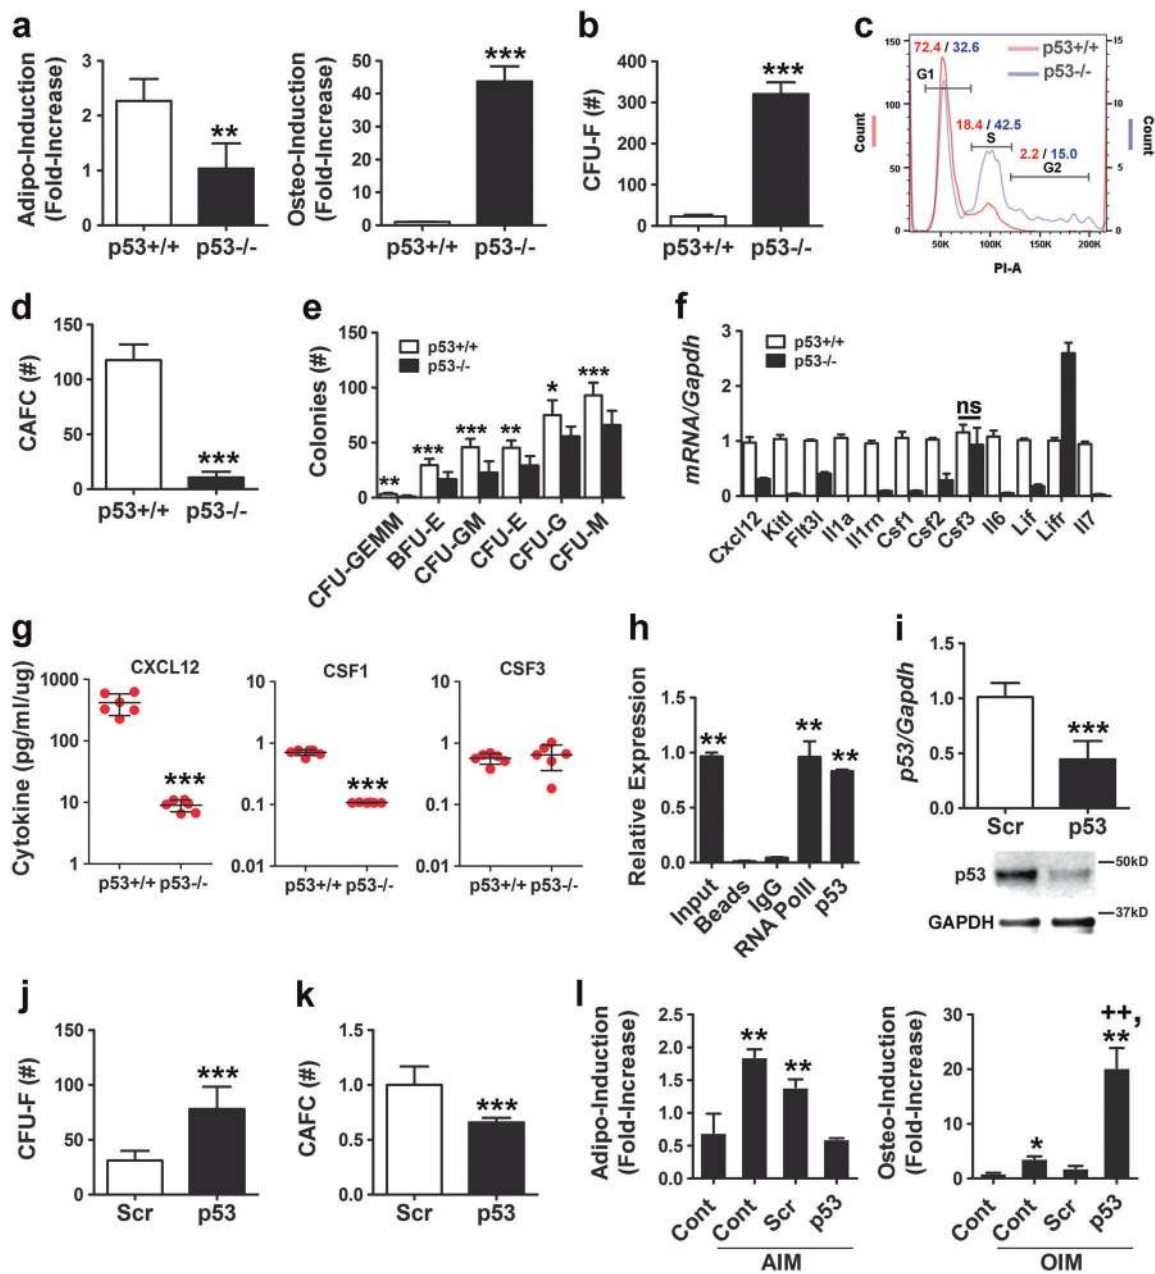 a
Adipo-Induction
(Fold-Increase)
3
2
1
0
**
p53+/+ p53-/-
Osteo-Induction
(Fold-Increase)
50
40
30
20
10
0
***
p53+/+ p53-/-
b
CFU-F (#)
400
300
200
100
0
***
p53+/+ p53-/-
c
Count
150
100
50
0
72.4 / 32.6
G1
18.4 / 42.5
S
2.2 / 15.0
G2
p53+/+
p53-/-
15
10
5
0
Count
50K 100K 150K 200K
PI-A
d
CAFC (#)
150
100
50
0
***
p53+/+ p53-/-
e
Colonies (#)
150
100
50
0
p53+/+
p53-/-
** *** *** ** * ***
CFU-GEMM
BFU-E
CFU-GM
CFU-E
CFU-G
CFU-M
f
mRNA/Gapdh
3
2
1
0
p53+/+
p53-/-
ns
Cxcl12
Kitl
Flt3l
Il1a
Il1rn
Csf1
Csf2
Csf3
Il6
Lif
Lifr
Il7
g
Cytokine (pg/ml/ug)
CXCL12
1000
100
10
1
***
p53+/+ p53-/-
CSF1
10
1
0.1
0.01
***
p53+/+ p53-/-
CSF3
10
1
0.1
0.01
p53+/+ p53-/-
h
Relative Expression
1.5
1.0
0.5
0.0
** ** **
Input
Beads
IgG
RNA PolII
p53
i
p53/Gapdh
1.5
1.0
0.5
0.0
***
Scr p53
p53
50kD
37kD
GAPDH
j
CFU-F (#)
150
100
50
0
***
Scr p53
k
CAFC (#)
1.5
1.0
0.5
0.0
***
Scr p53
l
Adipo-Induction
(Fold-Increase)
2.5
2.0
1.5
1.0
0.5
0.0
** **
Cont
Cont
Scr
p53
AIM
Osteo-Induction
(Fold-Increase)
30
20
10
0
*
++,
**
Cont
Cont
Scr
p53
OIM